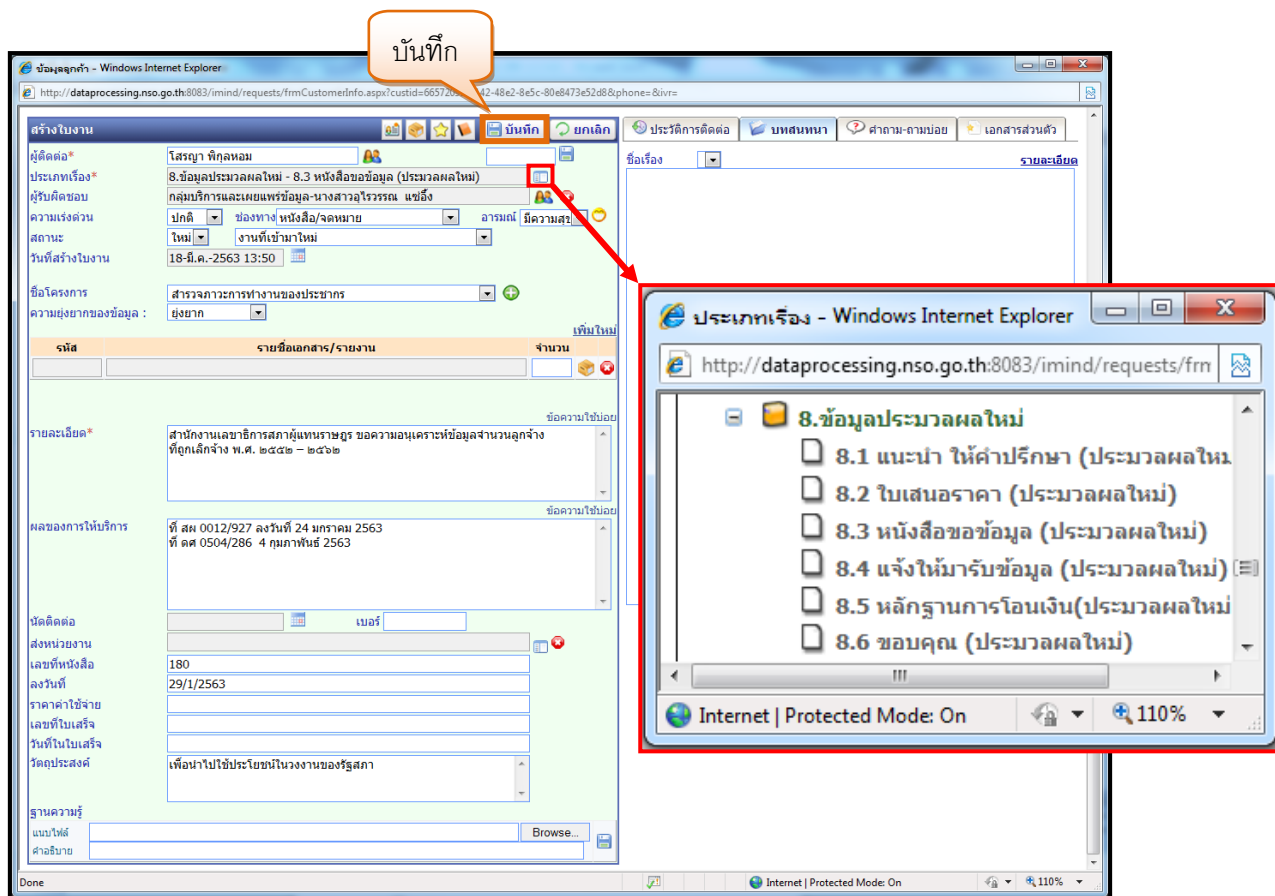 บันทึก
ข้อมูลลูกค้า - Windows Internet Explorer
สร้างใบงาน
บันทึก ยกเลิก
ประวัติการติดต่อ บทสนทนา คำถาม-ถามบ่อย เอกสารส่วนตัว
ผู้ติดต่อ* โสรญา พิกุลหอม
ชื่อเรื่อง รายละเอียด
ประเภทเรื่อง* 8.ข้อมูลประมวลผลใหม่ - 8.3 หนังสือขอข้อมูล (ประมวลผลใหม่)
ผู้รับผิดชอบ กลุ่มบริการและเผยแพร่ข้อมูล-นางสาวอุไรวรรณ แซ่อึ้ง
ความเร่งด่วน ปกติ ช่องทาง หนังสือ/จดหมาย อารมณ์ มีความสุข
สถานะ ใหม่ งานที่เข้ามาใหม่
วันที่สร้างใบงาน 18-มี.ค.-2563 13:50
ชื่อโครงการ สำรวจภาวะการทำงานของประชากร
ความยุ่งยากของข้อมูล : ยุ่งยาก
เพิ่มใหม่
รหัส รายชื่อเอกสาร/รายงาน จำนวน
ข้อความใช้บ่อย
รายละเอียด* สำนักงานเลขาธิการสภาผู้แทนราษฎร ขอความอนุเคราะห์ข้อมูลจำนวนลูกจ้าง
ที่ถูกเลิกจ้าง พ.ศ. ๒๕๕๒ – ๒๕๖๒
ข้อความใช้บ่อย
ผลของการให้บริการ ที่ สผ 0012/927 ลงวันที่ 24 มกราคม 2563
ที่ ดศ 0504/286 4 กุมภาพันธ์ 2563
นัดติดต่อ เบอร์
ส่งหน่วยงาน
เลขที่หนังสือ 180
ลงวันที่ 29/1/2563
ราคาค่าใช้จ่าย
เลขที่ใบเสร็จ
วันที่ในใบเสร็จ
วัตถุประสงค์ เพื่อนำไปใช้ประโยชน์ในวงงานของรัฐสภา
ฐานความรู้
แนบไฟล์ Browse...
คำอธิบาย
Done Internet | Protected Mode: On 110%
ประเภทเรื่อง - Windows Internet Explorer
http://dataprocessing.nso.go.th:8083/imind/requests/frm
8.ข้อมูลประมวลผลใหม่
8.1 แนะนำ ให้คำปรึกษา (ประมวลผลใหม
8.2 ใบเสนอราคา (ประมวลผลใหม่)
8.3 หนังสือขอข้อมูล (ประมวลผลใหม่)
8.4 แจ้งให้มารับข้อมูล (ประมวลผลใหม่)
8.5 หลักฐานการโอนเงิน(ประมวลผลใหม่
8.6 ขอบคุณ (ประมวลผลใหม่)
Internet | Protected Mode: On 110%